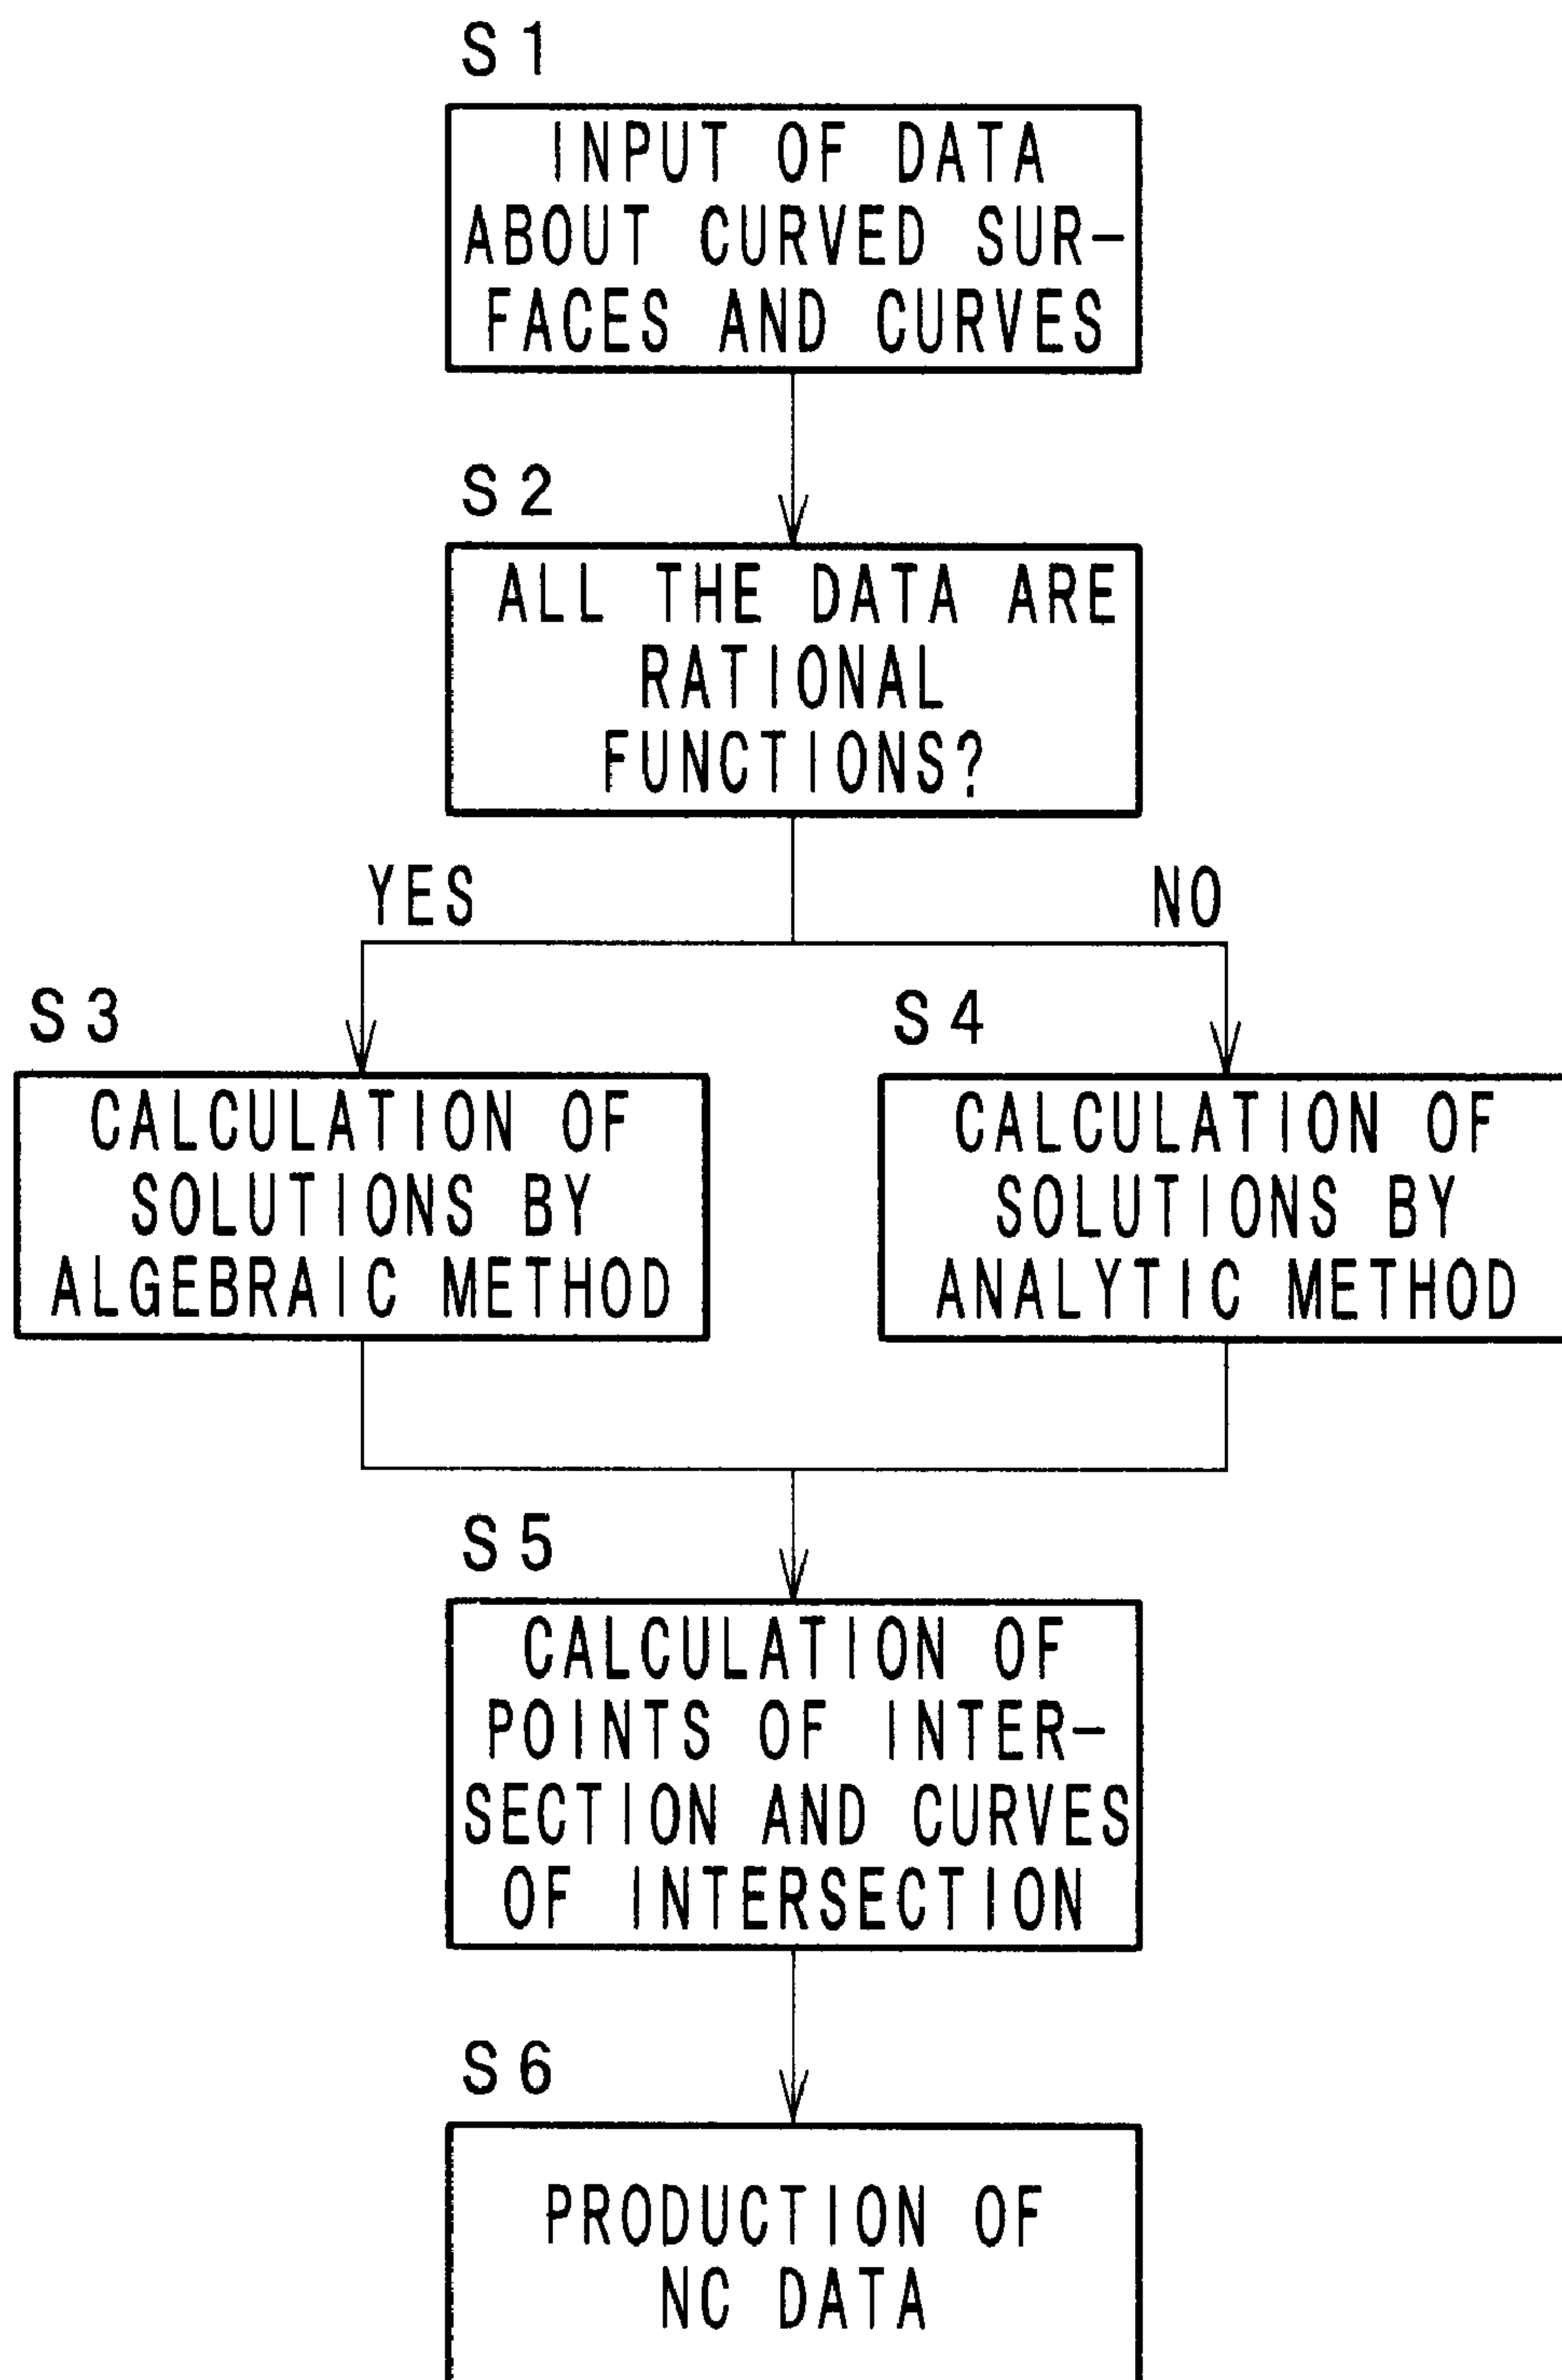 S1
INPUT OF DATA
ABOUT CURVED SUR-
FACES AND CURVES
S2
ALL THE DATA ARE
RATIONAL
FUNCTIONS?
YES
NO
S3
CALCULATION OF
SOLUTIONS BY
ALGEBRAIC METHOD
S4
CALCULATION OF
SOLUTIONS BY
ANALYTIC METHOD
S5
CALCULATION OF
POINTS OF INTER-
SECTION AND CURVES
OF INTERSECTION
S6
PRODUCTION OF
NC DATA